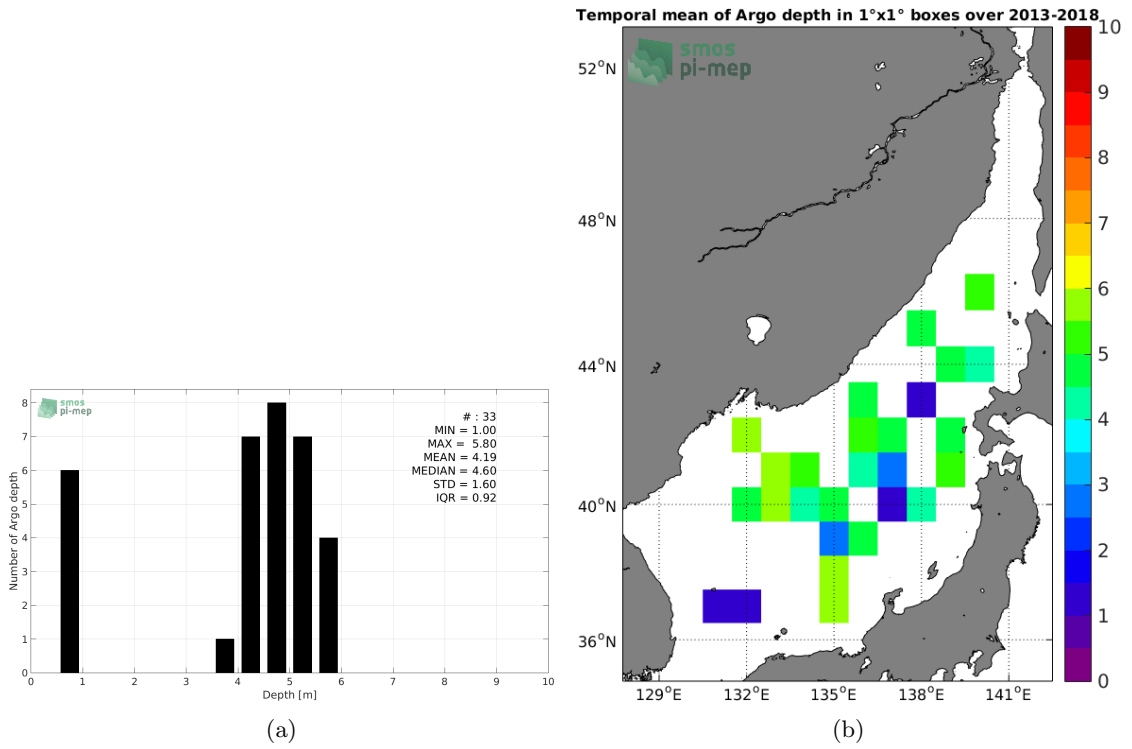 Temporal mean of Argo depth in 1°x1° boxes over 2013-2018
smos
pi-mep
52°N
48°N
44°N
40°N
36°N
129°E 132°E 135°E 138°E 141°E
10
9
8
7
6
5
4
3
2
1
0
smos
pi-mep
# : 33
MIN = 1.00
MAX = 5.80
MEAN = 4.19
MEDIAN = 4.60
STD = 1.60
IQR = 0.92
Number of Argo depth
8
7
6
5
4
3
2
1
0
0 1 2 3 4 5 6 7 8 9 10
Depth [m]
(a)
(b)